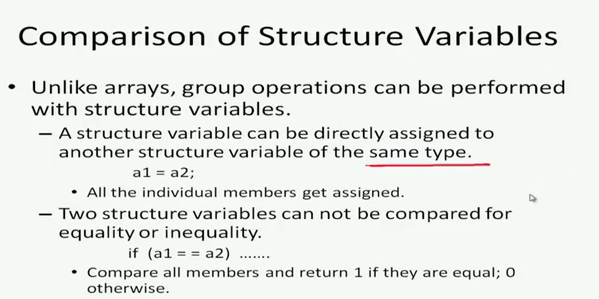 Comparison of Structure Variables
• Unlike arrays, group operations can be performed
with structure variables.
– A structure variable can be directly assigned to
another structure variable of the same type.
a1 = a2;
• All the individual members get assigned.
– Two structure variables can not be compared for
equality or inequality.
if (a1 = = a2) .......
• Compare all members and return 1 if they are equal; 0
otherwise.